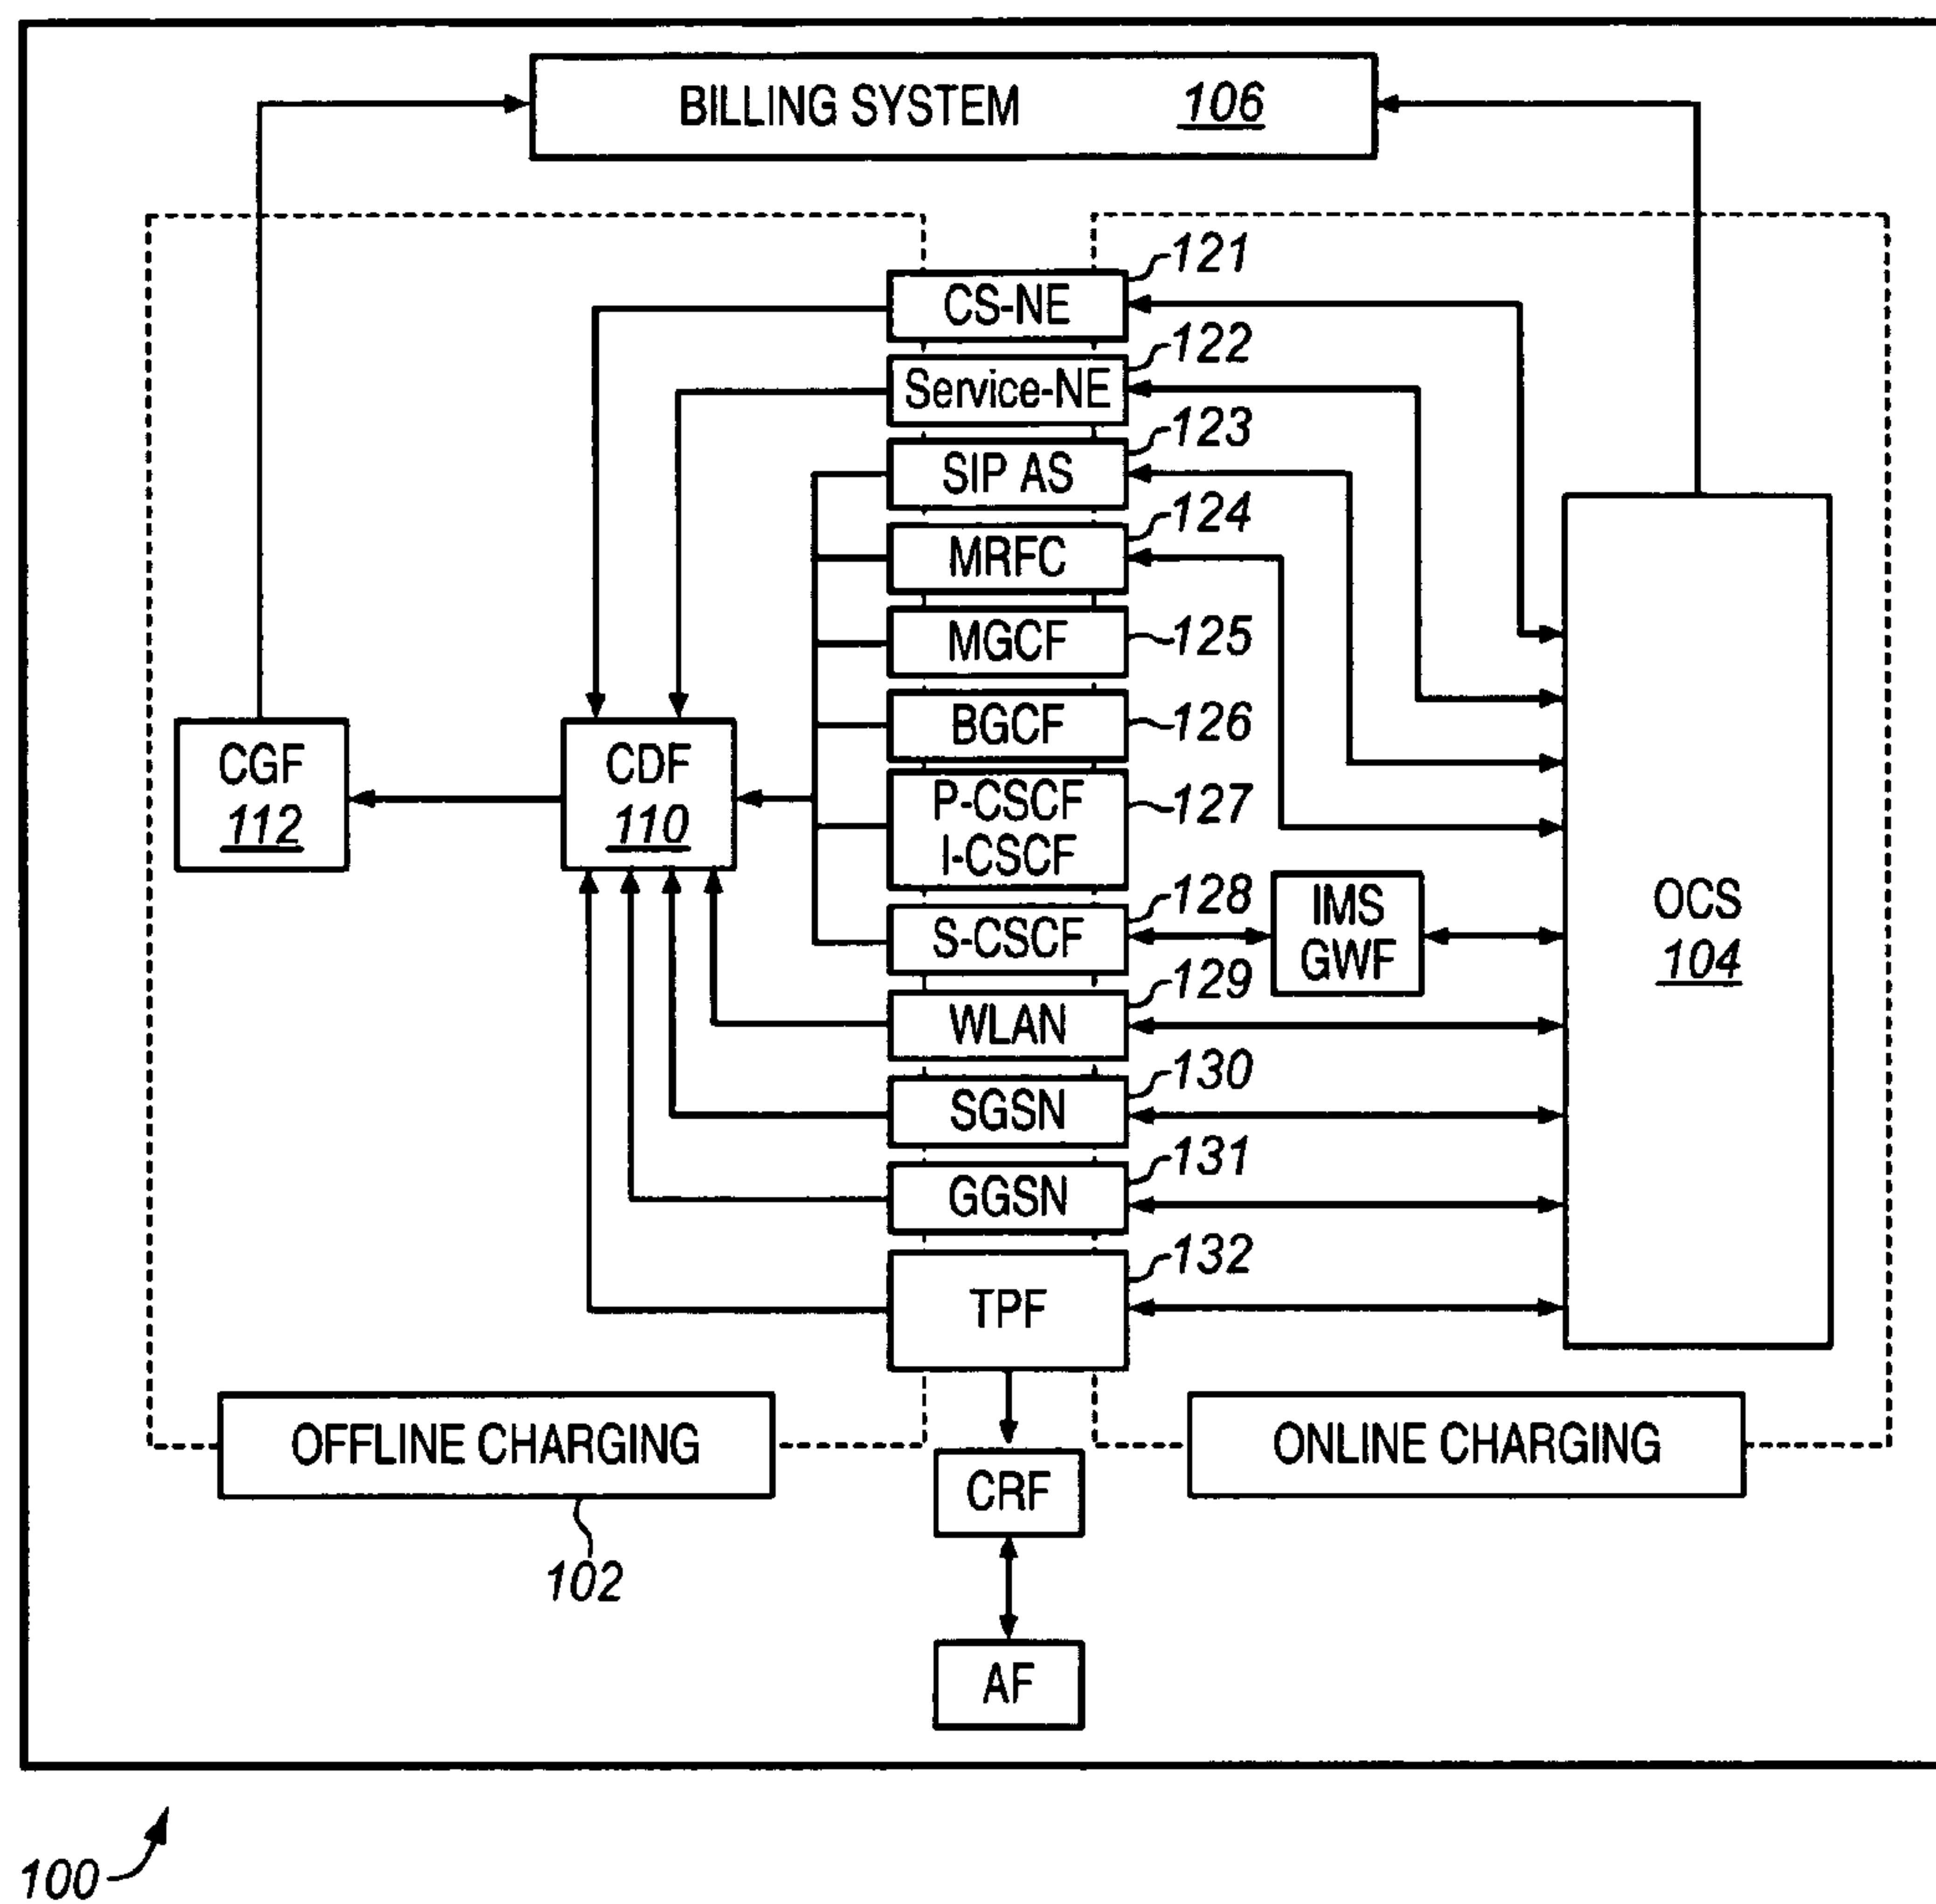 BILLING SYSTEM 106
CS-NE 121
Service-NE 122
SIP AS 123
MRFC 124
MGCF 125
BGCF 126
P-CSCF 127
I-CSCF
CGF
112
CDF
110
S-CSCF 128
IMS
GWF
OCS
104
WLAN 129
SGSN 130
GGSN 131
TPF 132
OFFLINE CHARGING
102
ONLINE CHARGING
CRF
AF
100